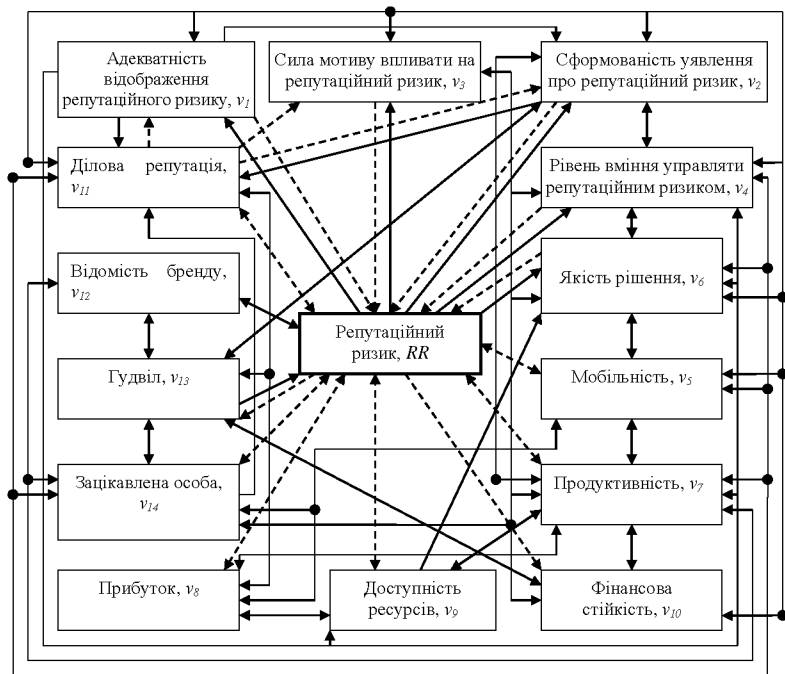 Адекватність
відображення
репутаційного ризику, v1
Сила мотиву впливати на
репутаційний ризик, v3
Сформованість уявлення
про репутаційний ризик, v2
Ділова репутація,
v11
Рівень вміння управляти
репутаційним ризиком, v4
Відомість бренду,
v12
Якість рішення, v6
Репутаційний
ризик, RR
Гудвіл, v13
Мобільність, v5
Зацікавлена особа,
v14
Продуктивність, v7
Прибуток, v8
Доступність
ресурсів, v9
Фінансова
стійкість, v10